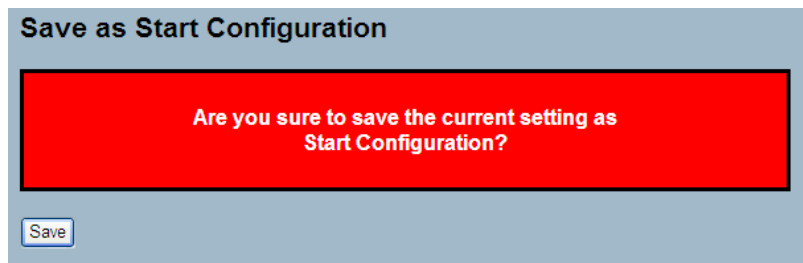 Save as Start Configuration
Are you sure to save the current setting as
Start Configuration?
Save